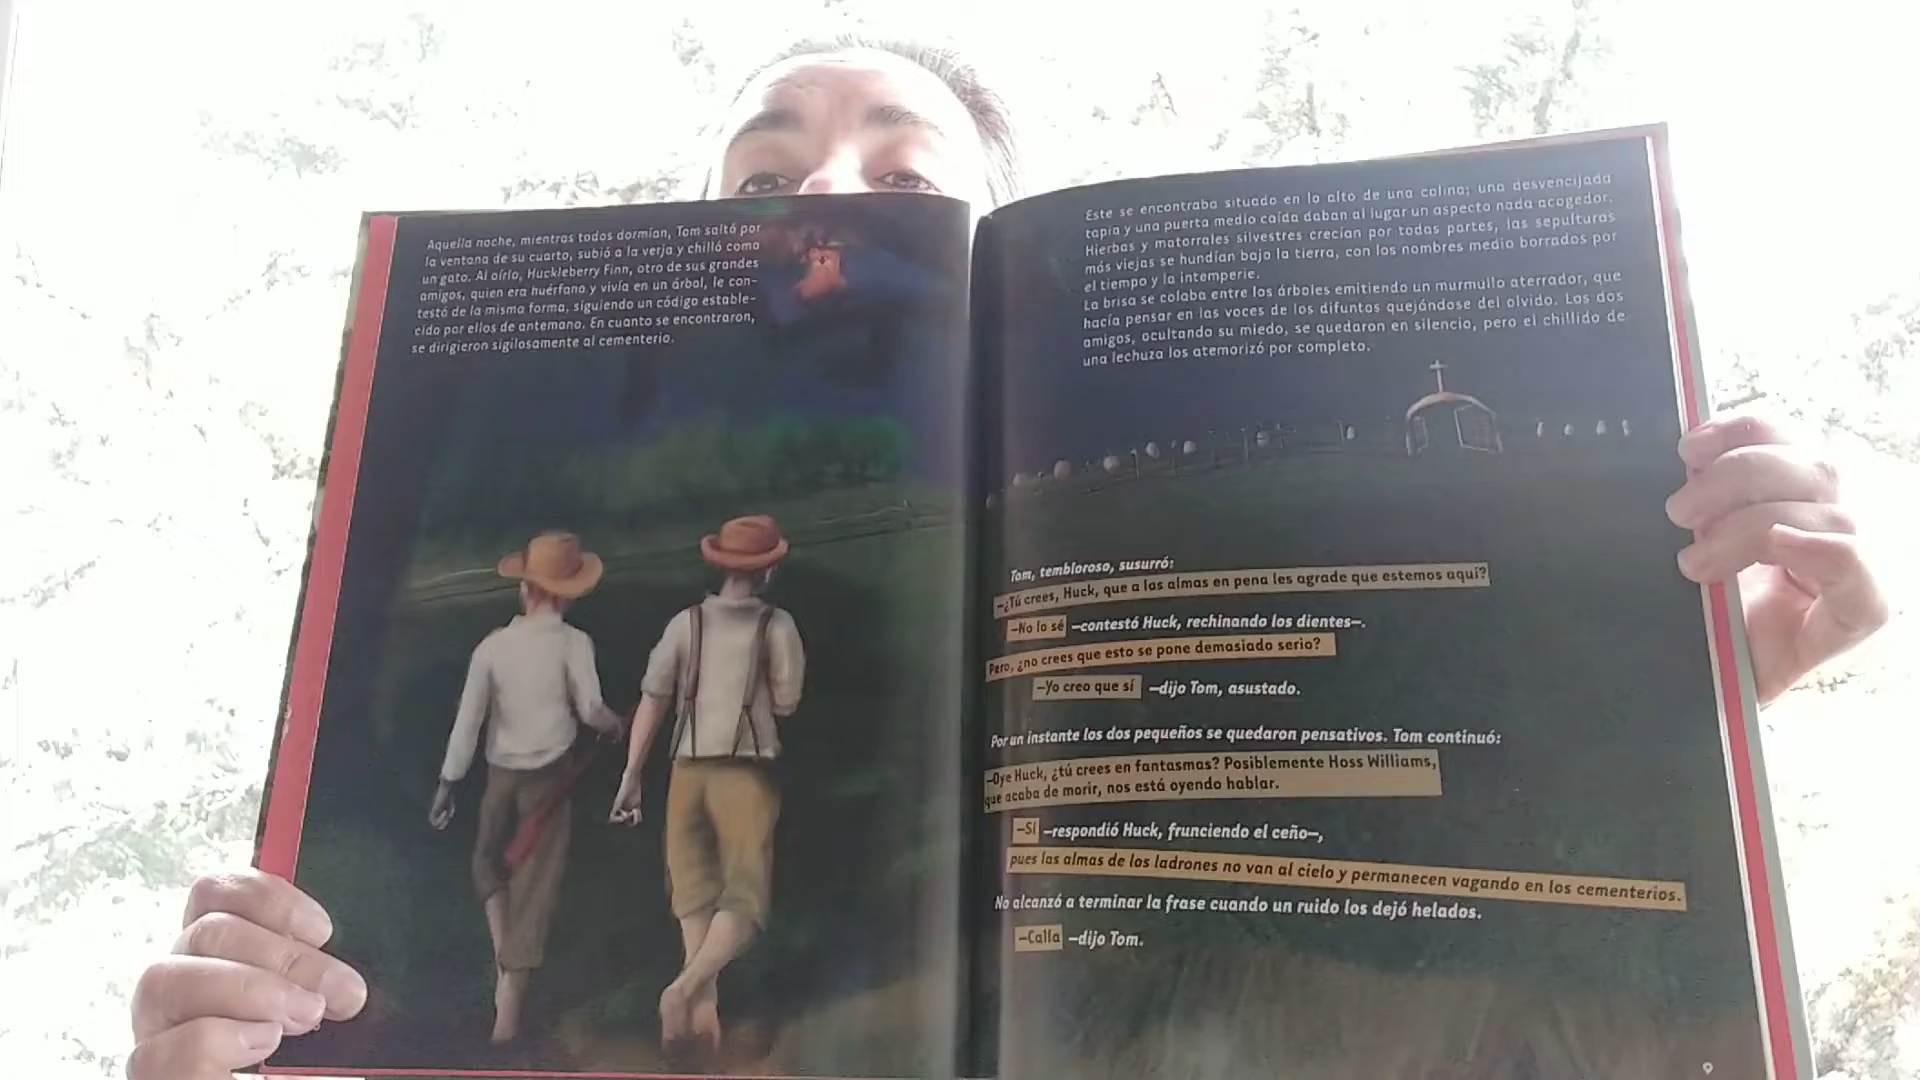 Aquella noche, mientras todos dormían, Tom saltó por
la ventana de su cuarto, subió a la verja y chilló como
un gato. Al oírlo, Huckleberry Finn, otro de sus grandes
amigos, quien era huérfano y vivía en un árbol, le con-
testó de la misma forma, siguiendo un código estable-
cido por ellos de antemano. En cuanto se encontraron,
se dirigieron sigilosamente al cementerio.
Este se encontraba situado en lo alto de una colina; una desvencijada
tapia y una puerta medio caída daban al lugar un aspecto nada acogedor.
Hierbas y matorrales silvestres crecían por todas partes, las sepulturas
más viejas se hundían bajo la tierra, con los nombres medio borrados por
el tiempo y la intemperie.
La brisa se colaba entre los árboles emitiendo un murmullo aterrador, que
hacía pensar en las voces de los difuntos quejándose del olvido. Los dos
amigos, ocultando su miedo, se quedaron en silencio, pero el chillido de
una lechuza los atemorizó por completo.
Tom, tembloroso, susurró:
–¿Tú crees, Huck, que a las almas en pena les agrade que estemos aquí?
–No lo sé –contestó Huck, rechinando los dientes–.
Pero, ¿no crees que esto se pone demasiado serio?
–Yo creo que sí –dijo Tom, asustado.
Por un instante los dos pequeños se quedaron pensativos. Tom continuó:
–Oye Huck, ¿tú crees en fantasmas? Posiblemente Hoss Williams,
que acaba de morir, nos está oyendo hablar.
–Sí –respondió Huck, frunciendo el ceño–,
pues las almas de los ladrones no van al cielo y permanecen vagando en los cementerios.
No alcanzó a terminar la frase cuando un ruido los dejó helados.
–Calla –dijo Tom.
9